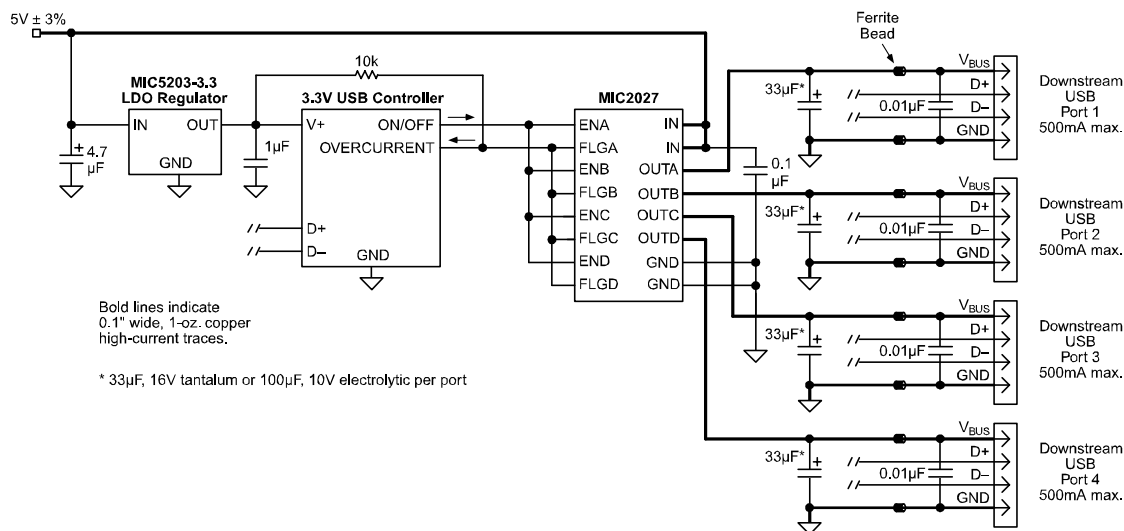 5V ± 3%
MIC5203-3.3
LDO Regulator
IN
OUT
GND
4.7
µF
1µF
10k
3.3V USB Controller
V+
ON/OFF
OVERCURRENT
D+
D–
GND
MIC2027
ENA
FLGA
ENB
FLGB
ENC
FLGC
END
FLGD
IN
IN
OUTA
OUTB
OUTC
OUTD
GND
GND
0.1
µF
Ferrite
Bead
33µF*
0.01µF
VBUS
D+
D–
GND
Downstream
USB
Port 1
500mA max.
33µF*
0.01µF
VBUS
D+
D–
GND
Downstream
USB
Port 2
500mA max.
33µF*
0.01µF
VBUS
D+
D–
GND
Downstream
USB
Port 3
500mA max.
33µF*
0.01µF
VBUS
D+
D–
GND
Downstream
USB
Port 4
500mA max.
Bold lines indicate
0.1" wide, 1-oz. copper
high-current traces.
* 33µF, 16V tantalum or 100µF, 10V electrolytic per port